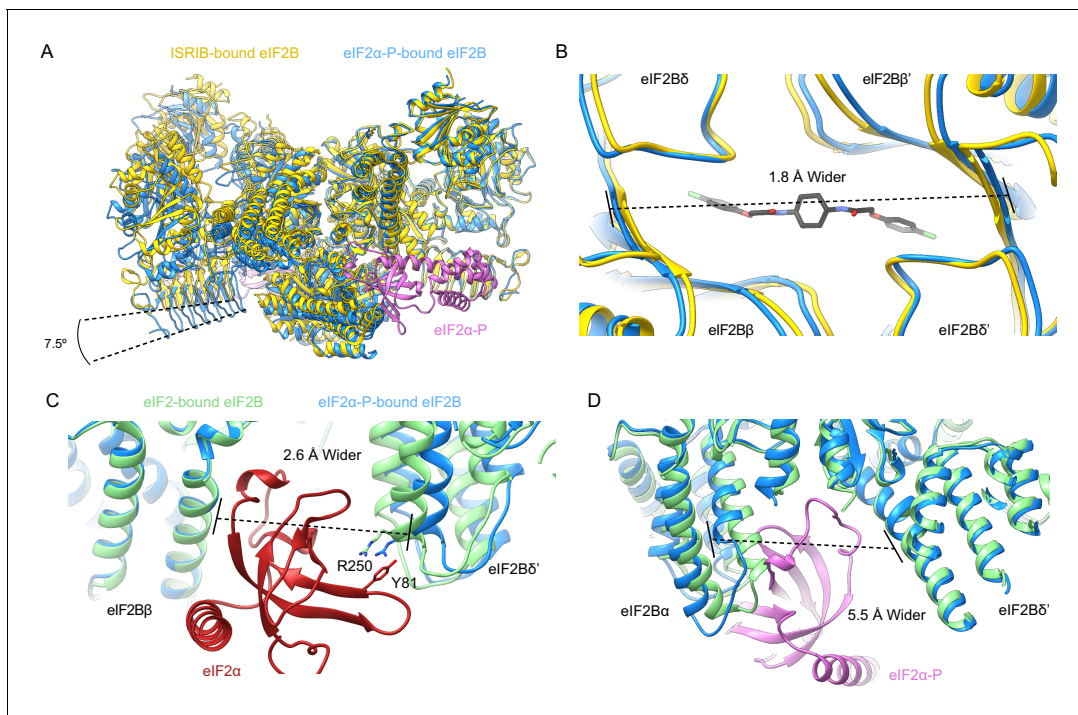 A
ISRIB-bound eIF2B
eIF2α-P-bound eIF2B
eIF2α-P
7.5º
B
eIF2Bδ
eIF2Bβ'
1.8 Å Wider
eIF2Bβ
eIF2Bδ'
C
eIF2-bound eIF2B
eIF2α-P-bound eIF2B
2.6 Å Wider
R250
Y81
eIF2Bδ'
eIF2Bβ
eIF2α
D
eIF2Bα
5.5 Å Wider
eIF2Bδ'
eIF2α-P